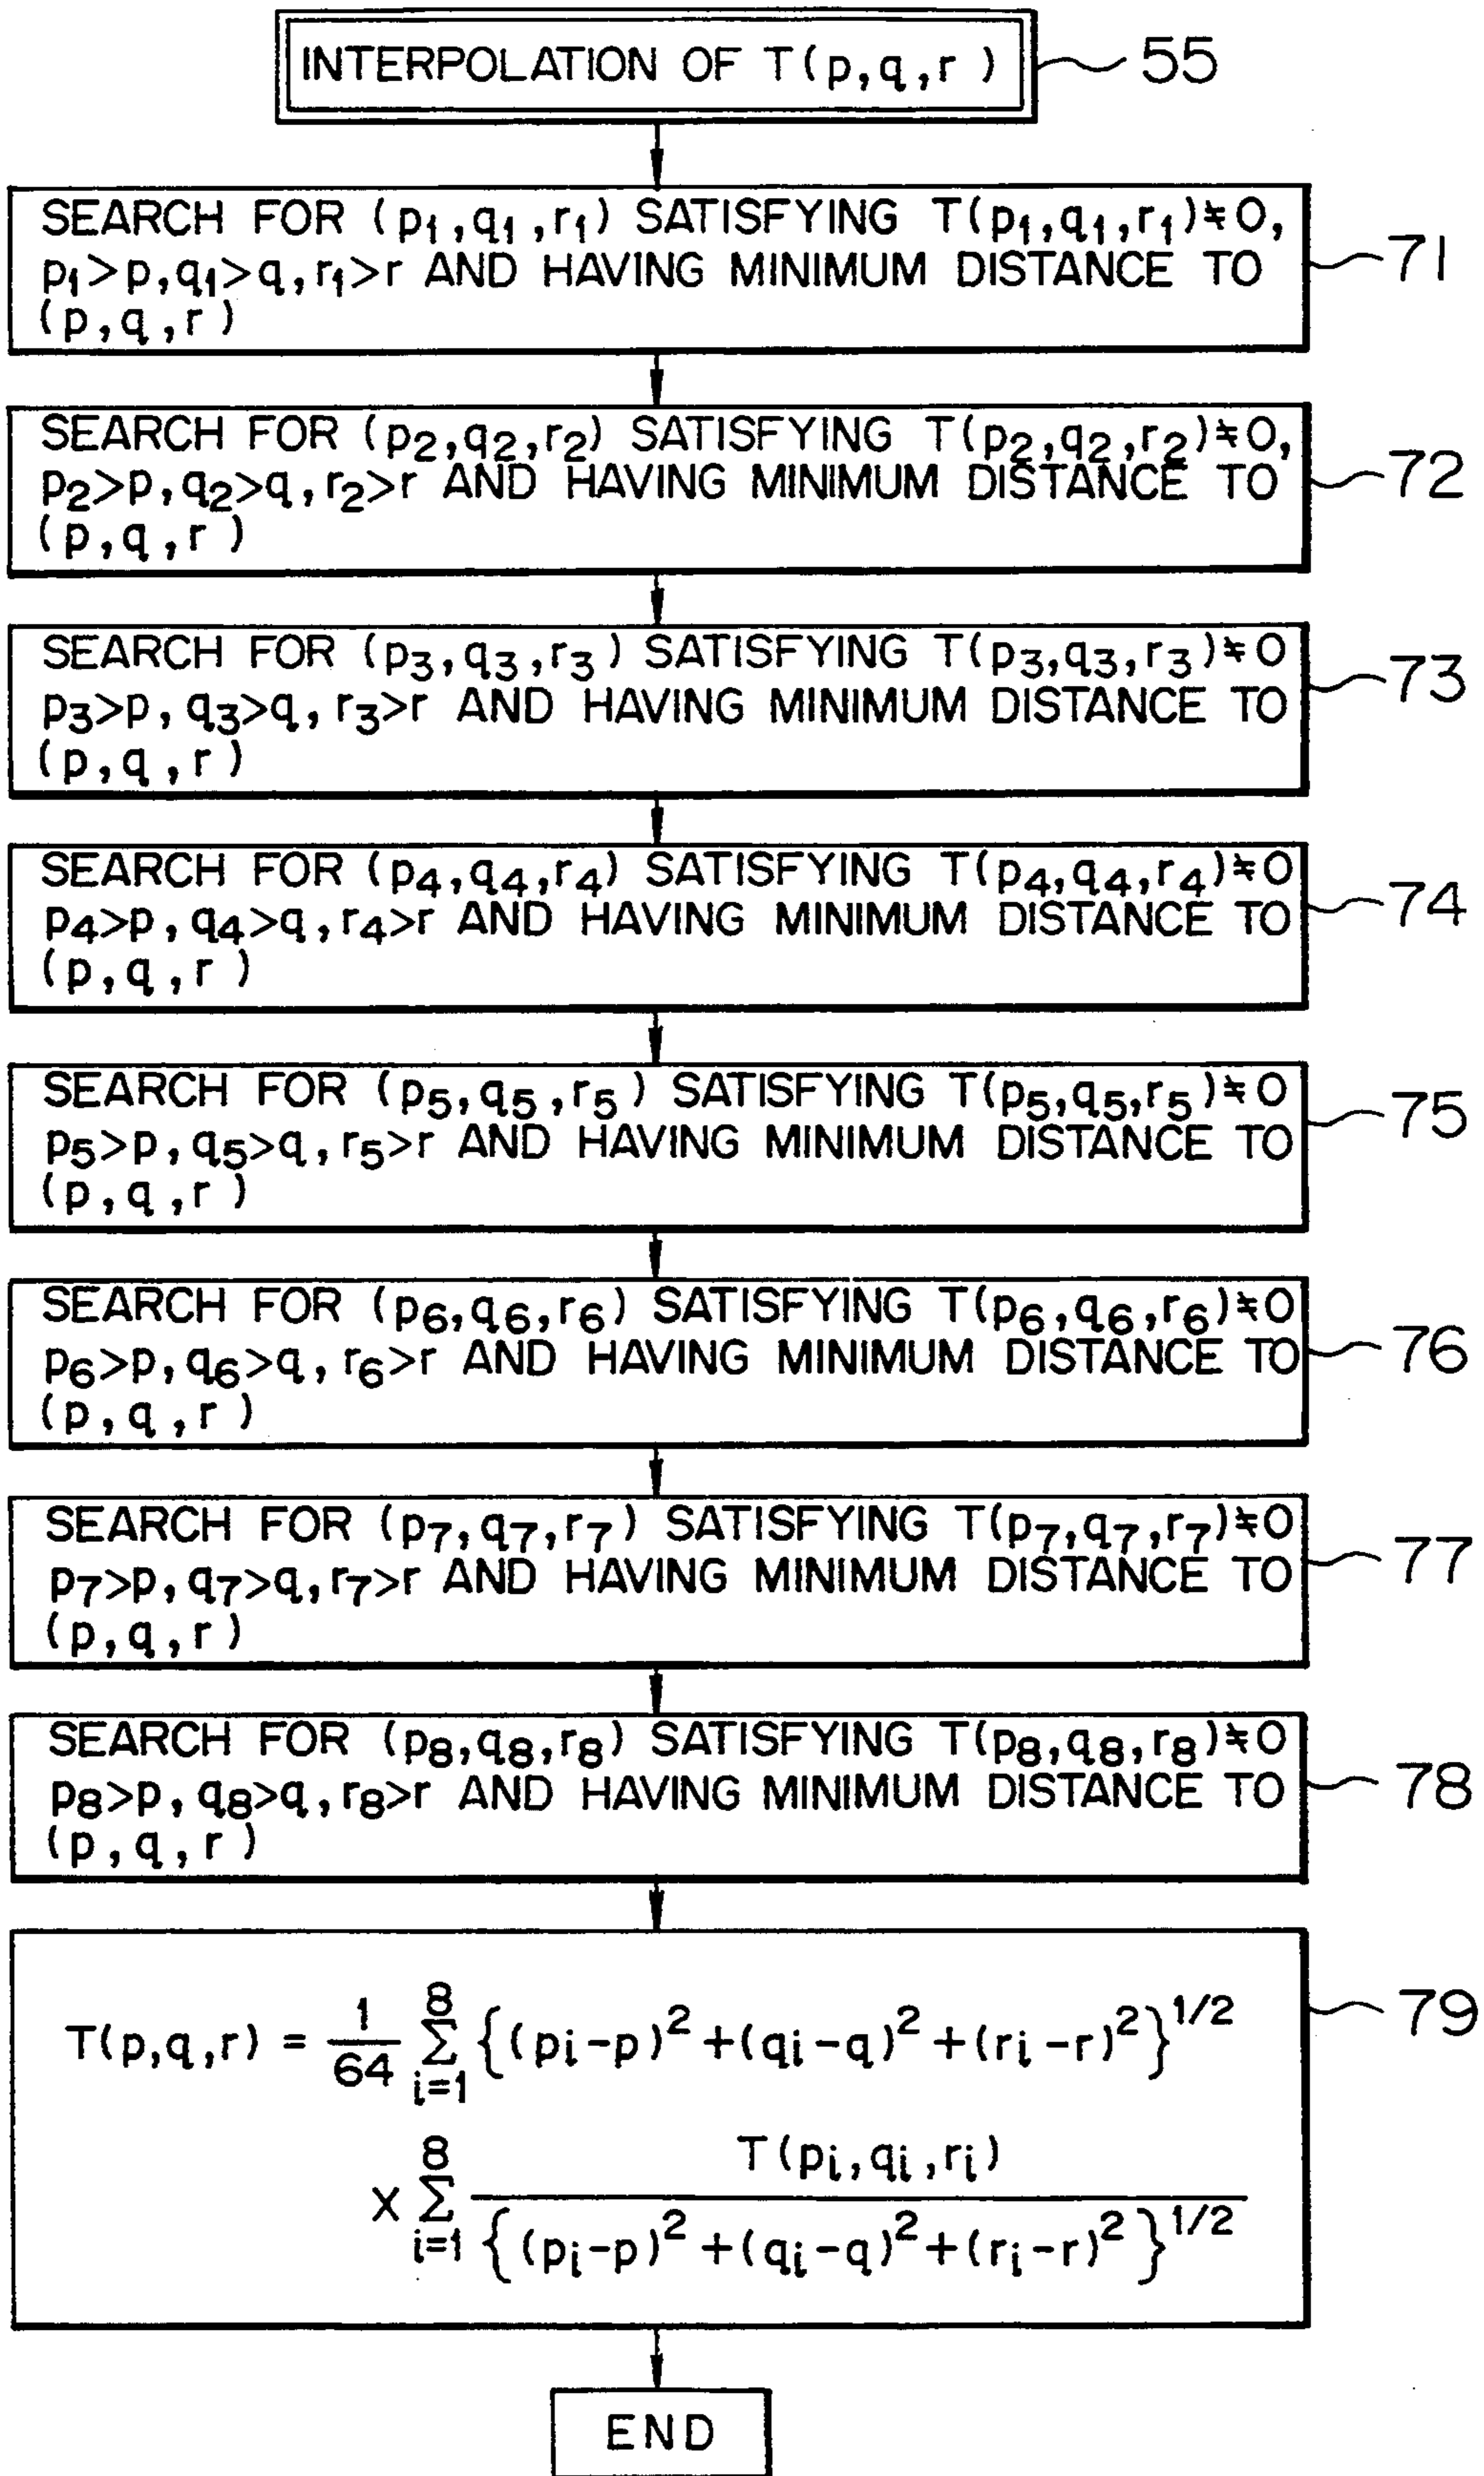 INTERPOLATION OF T(p,q,r)
55
SEARCH FOR (p1,q1,r1) SATISFYING T(p1,q1,r1)≒0,
p1>p,q1>q,r1>r AND HAVING MINIMUM DISTANCE TO
(p,q,r)
71
SEARCH FOR (p2,q2,r2) SATISFYING T(p2,q2,r2)≒0,
p2>p,q2>q,r2>r AND HAVING MINIMUM DISTANCE TO
(p,q,r)
72
SEARCH FOR (p3,q3,r3) SATISFYING T(p3,q3,r3)≒0
p3>p,q3>q,r3>r AND HAVING MINIMUM DISTANCE TO
(p,q,r)
73
SEARCH FOR (p4,q4,r4) SATISFYING T(p4,q4,r4)≒0
p4>p,q4>q,r4>r AND HAVING MINIMUM DISTANCE TO
(p,q,r)
74
SEARCH FOR (p5,q5,r5) SATISFYING T(p5,q5,r5)≒0
p5>p,q5>q,r5>r AND HAVING MINIMUM DISTANCE TO
(p,q,r)
75
SEARCH FOR (p6,q6,r6) SATISFYING T(p6,q6,r6)≒0
p6>p,q6>q,r6>r AND HAVING MINIMUM DISTANCE TO
(p,q,r)
76
SEARCH FOR (p7,q7,r7) SATISFYING T(p7,q7,r7)≒0
p7>p,q7>q,r7>r AND HAVING MINIMUM DISTANCE TO
(p,q,r)
77
SEARCH FOR (p8,q8,r8) SATISFYING T(p8,q8,r8)≒0
p8>p,q8>q,r8>r AND HAVING MINIMUM DISTANCE TO
(p,q,r)
78
T(p,q,r) = 1/64 Σ(i=1 to 8) {(pi-p)^2+(qi-q)^2+(ri-r)^2}^1/2
× Σ(i=1 to 8) T(pi,qi,ri) / {(pi-p)^2+(qi-q)^2+(ri-r)^2}^1/2
79
END